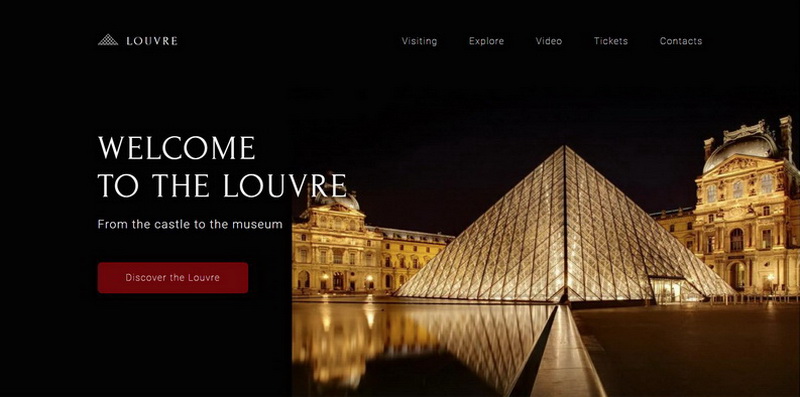 LOUVRE
Visiting Explore Video Tickets Contacts
WELCOME
TO THE LOUVRE
From the castle to the museum
Discover the Louvre